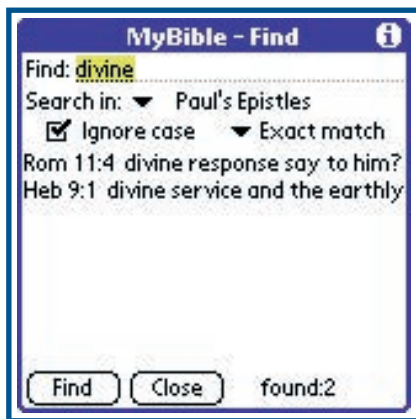 MyBible - Find
Find: divine
Search in: Paul's Epistles
Ignore case Exact match
Rom 11:4 divine response say to him?
Heb 9:1 divine service and the earthly
Find Close found:2